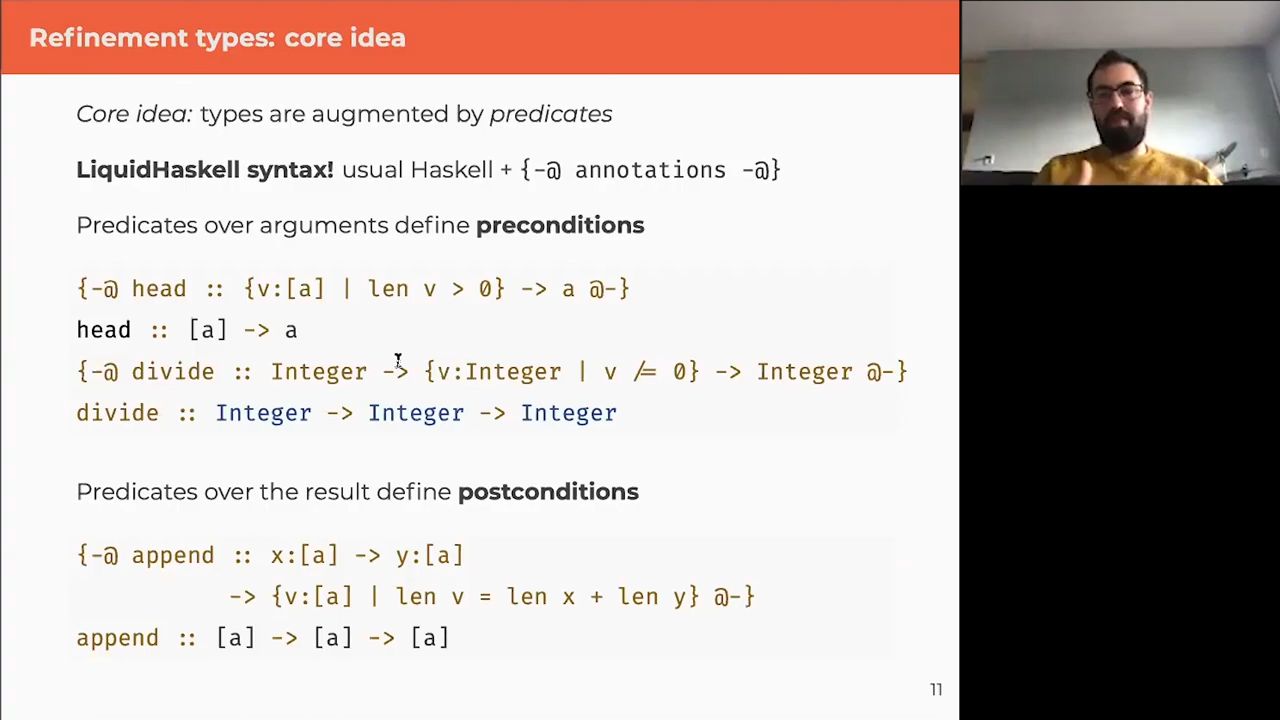 Refinement types: core idea
Core idea: types are augmented by predicates
LiquidHaskell syntax! usual Haskell + {-@ annotations -@}
Predicates over arguments define preconditions
{-@ head :: {v:[a] | len v > 0} -> a @-}
head :: [a] -> a
{-@ divide :: Integer -> {v:Integer | v /= 0} -> Integer @-}
divide :: Integer -> Integer -> Integer
Predicates over the result define postconditions
{-@ append :: x:[a] -> y:[a]
-> {v:[a] | len v = len x + len y} @-}
append :: [a] -> [a] -> [a]
11